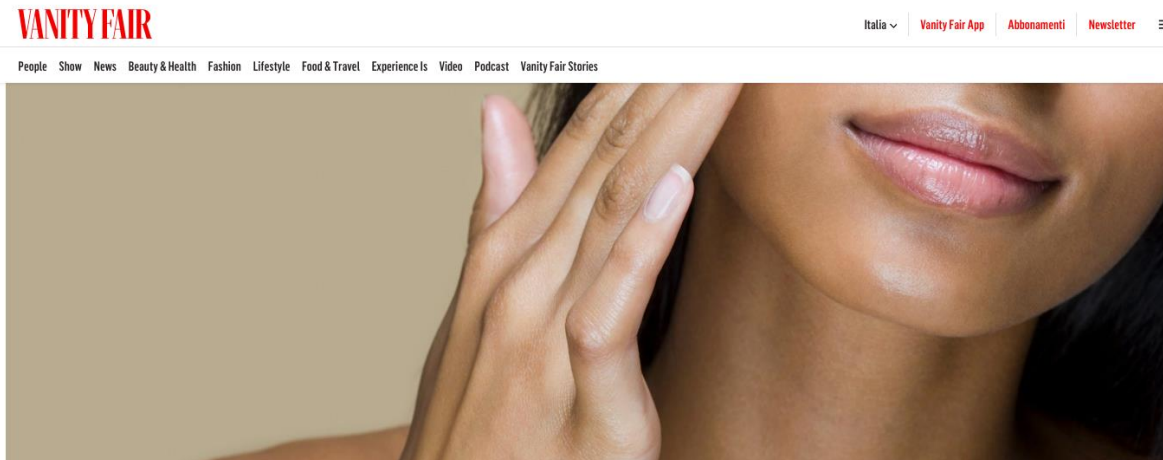 VANITY FAIR
Italia
Vanity Fair App
Abbonamenti
Newsletter
People Show News Beauty & Health Fashion Lifestyle Food & Travel Experience Is Video Podcast Vanity Fair Stories